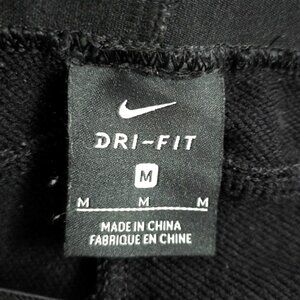 DRI-FIT
M
M M M
MADE IN CHINA
FABRIQUÉ EN CHINE